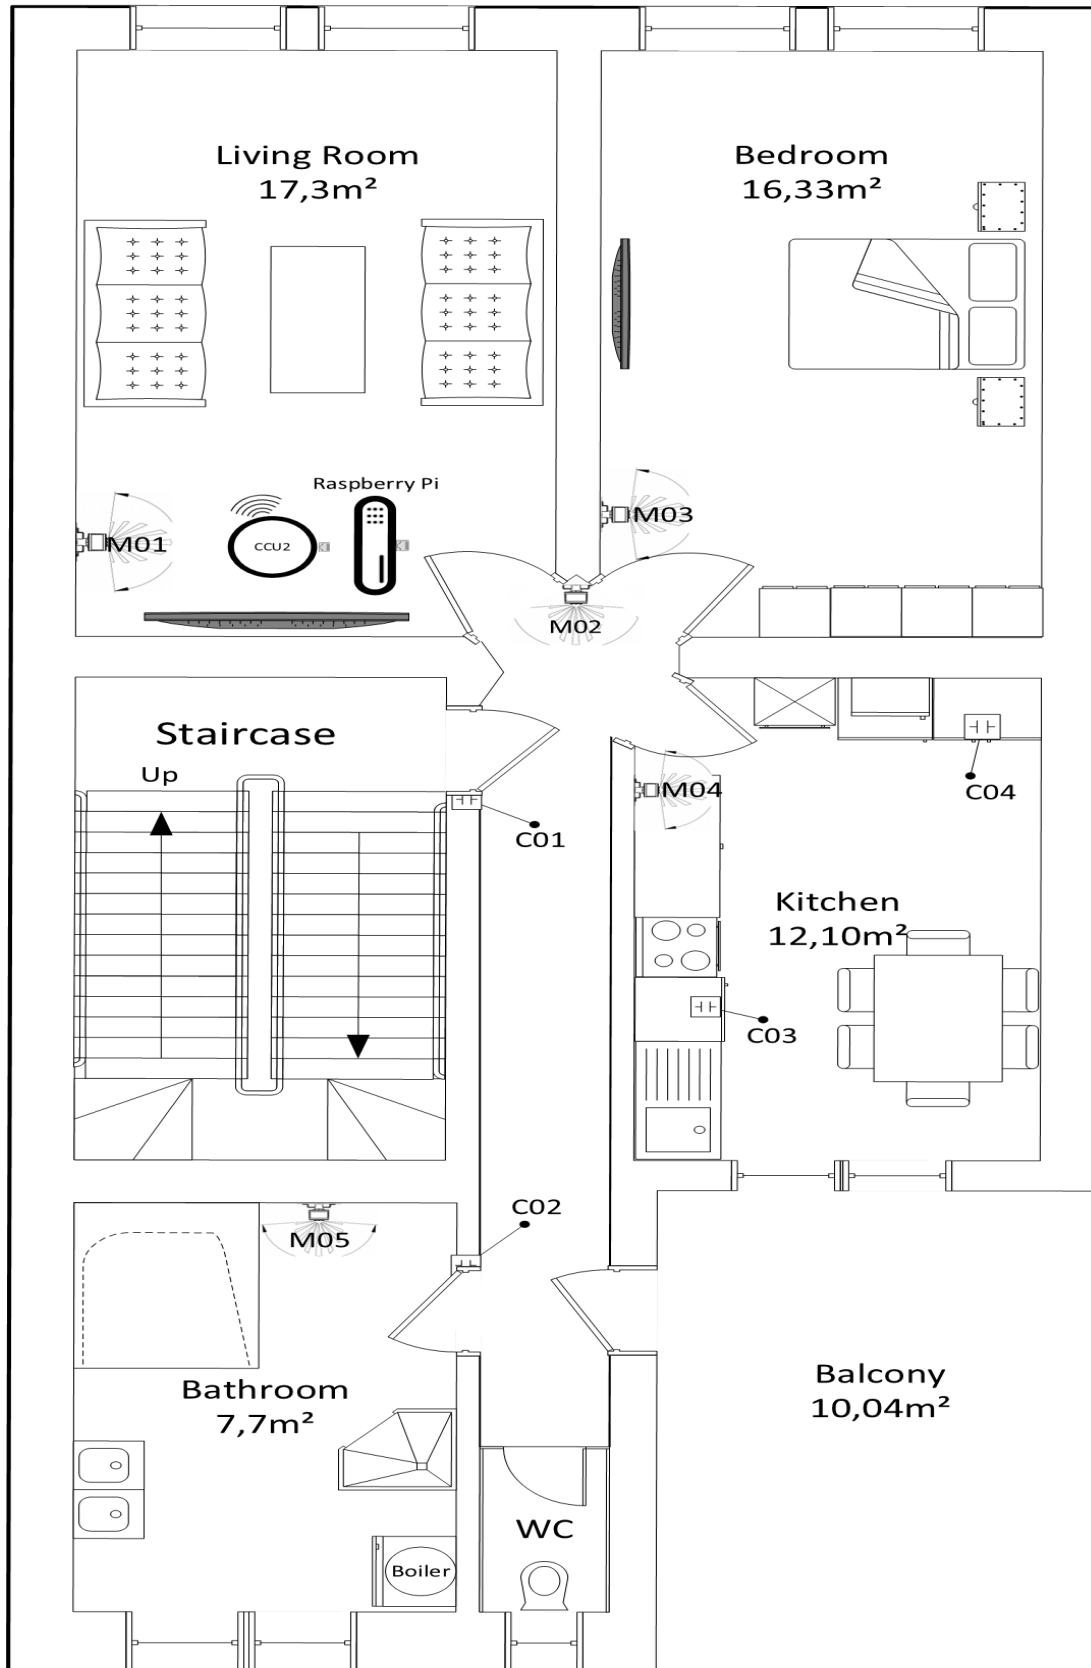 Living Room
17,3m²
Bedroom
16,33m²
Raspberry Pi
CCU2
M01
M03
M02
Staircase
Up
C01
M04
C04
Kitchen
12,10m²
C03
C02
M05
Bathroom
7,7m²
Balcony
10,04m²
WC
Boiler